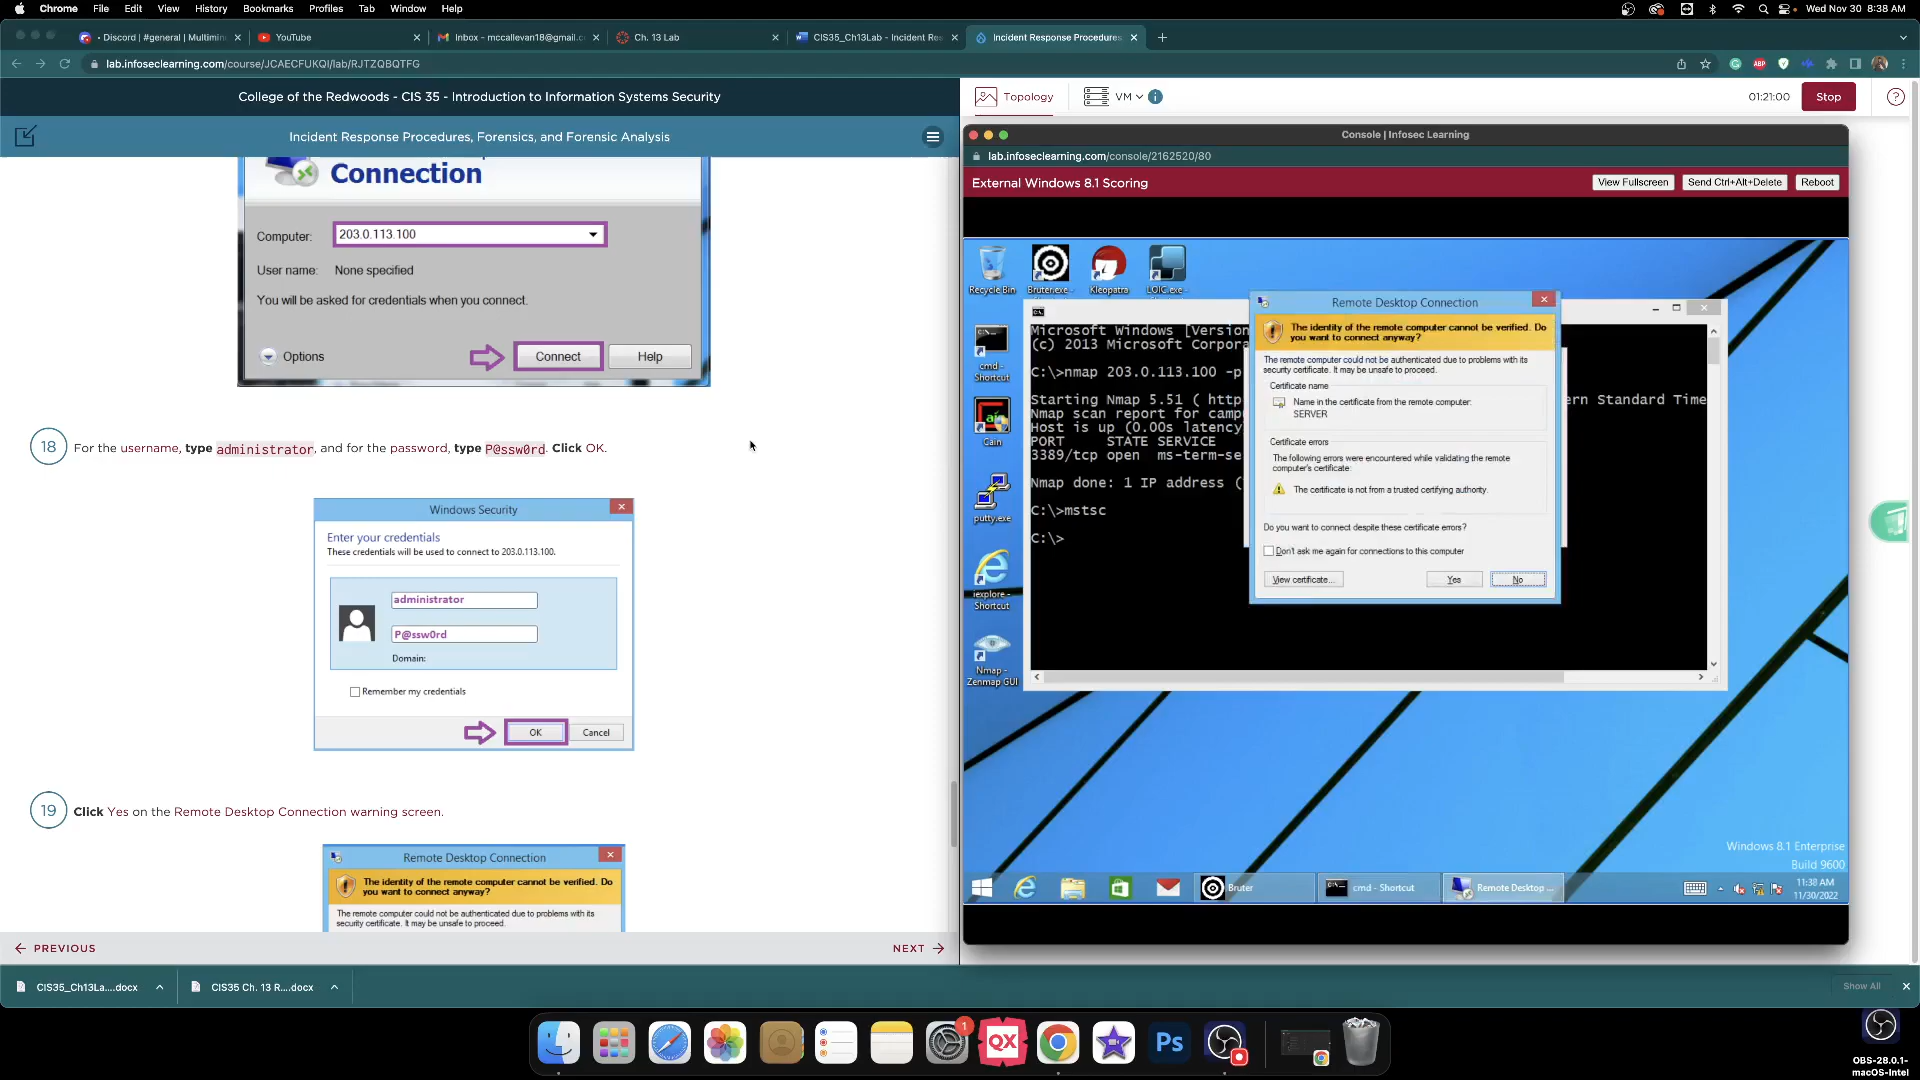 Chrome File Edit View History Bookmarks Profiles Tab Window Help
Wed Nov 30 8:38 AM
• Discord | #general | Multimin
YouTube
Inbox - mccallevan18@gmail.c
Ch. 13 Lab
CIS35_Ch13Lab - Incident Re
Incident Response Procedures
lab.infoseclearning.com/course/JCAECFUKQI/lab/RJTZQBQTFG
ABP
College of the Redwoods - CIS 35 - Introduction to Information Systems Security
Incident Response Procedures, Forensics, and Forensic Analysis
Connection
Computer: 203.0.113.100
User name: None specified
You will be asked for credentials when you connect.
Options
Connect
Help
18 For the username, type administrator, and for the password, type P@ssw0rd. Click OK.
Windows Security
Enter your credentials
These credentials will be used to connect to 203.0.113.100.
administrator
P@ssw0rd
Domain:
Remember my credentials
OK
Cancel
19 Click Yes on the Remote Desktop Connection warning screen.
Remote Desktop Connection
The identity of the remote computer cannot be verified. Do
you want to connect anyway?
The remote computer could not be authenticated due to problems with its
security certificate. It may be unsafe to proceed.
PREVIOUS
NEXT
Topology
VM
01:21:00
Stop
Console | Infosec Learning
lab.infoseclearning.com/console/2162520/80
External Windows 8.1 Scoring
View Fullscreen
Send Ctrl+Alt+Delete
Reboot
Recycle Bin
Bruter.exe -
Kleopatra
LOIC.exe -
cmd -
Shortcut
Cain
putty.exe
iexplore -
Shortcut
Nmap -
Zenmap GUI
Microsoft Windows [Version
(c) 2013 Microsoft Corpora
C:\>nmap 203.0.113.100 -p
Starting Nmap 5.51 ( http
ern Standard Time
Nmap scan report for camp
Host is up (0.00s latency
PORT STATE SERVICE
3389/tcp open ms-term-se
Nmap done: 1 IP address (
C:\>mstsc
C:\>
Remote Desktop Connection
The identity of the remote computer cannot be verified. Do
you want to connect anyway?
The remote computer could not be authenticated due to problems with its
security certificate. It may be unsafe to proceed.
Certificate name
Name in the certificate from the remote computer:
SERVER
Certificate errors
The following errors were encountered while validating the remote
computer's certificate:
The certificate is not from a trusted certifying authority.
Do you want to connect despite these certificate errors?
Don't ask me again for connections to this computer
View certificate...
Yes
No
Windows 8.1 Enterprise
Build 9600
Bruter
cmd - Shortcut
Remote Desktop ...
11:38 AM
11/30/2022
CIS35_Ch13La....docx
CIS35 Ch. 13 R....docx
Show All
1
QX
Ps
OBS-28.0.1-
macOS-Intel